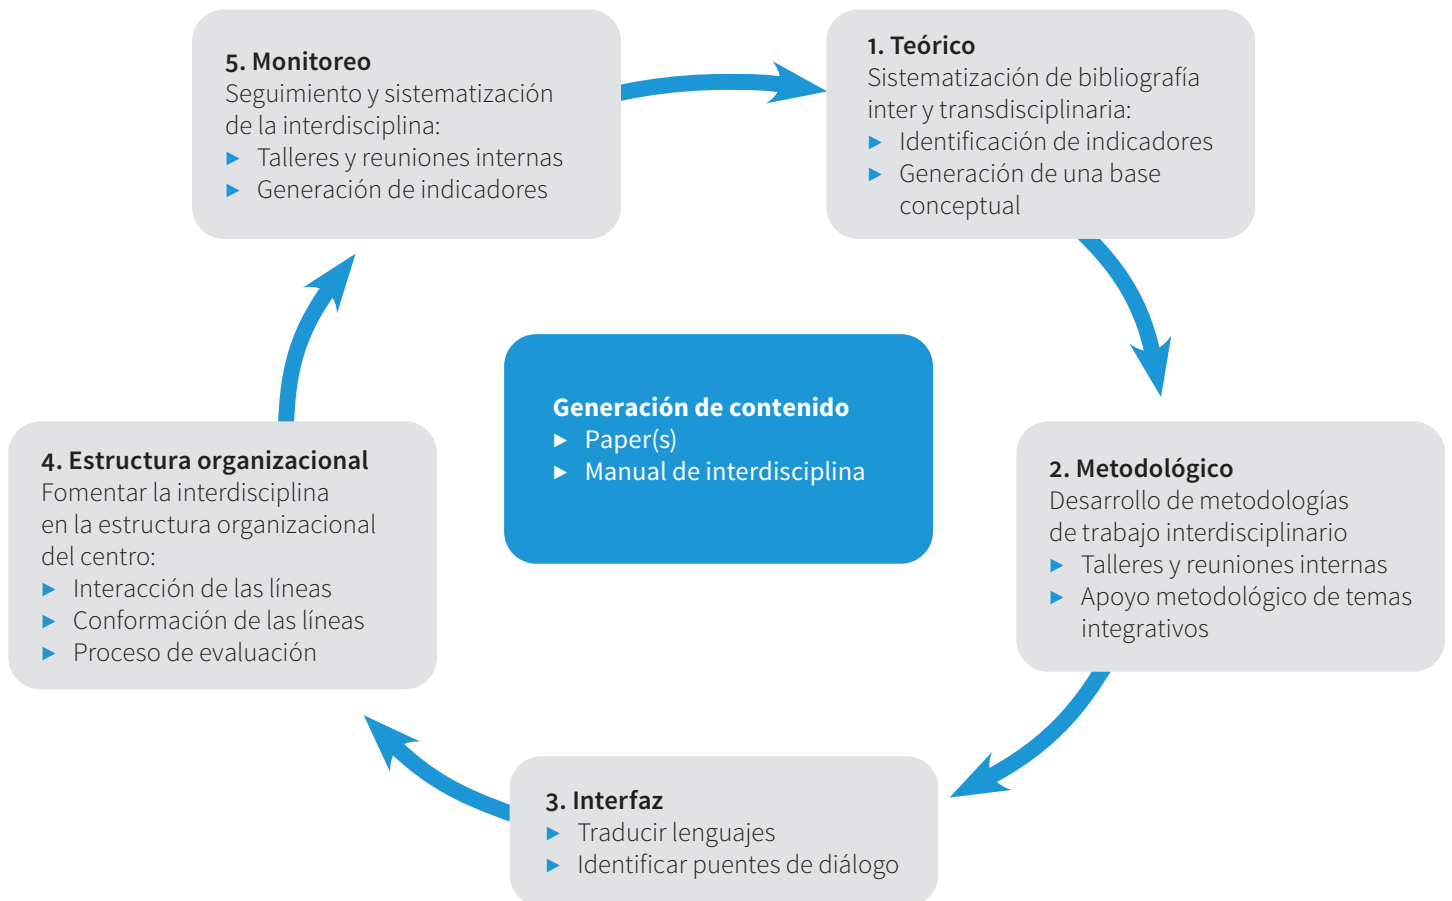 5. Monitoreo
Seguimiento y sistematización
de la interdisciplina:
► Talleres y reuniones internas
► Generación de indicadores
1. Teórico
Sistematización de bibliografía
inter y transdisciplinaria:
► Identificación de indicadores
► Generación de una base
conceptual
Generación de contenido
► Paper(s)
► Manual de interdisciplina
4. Estructura organizacional
Fomentar la interdisciplina
en la estructura organizacional
del centro:
► Interacción de las líneas
► Conformación de las líneas
► Proceso de evaluación
2. Metodológico
Desarrollo de metodologías
de trabajo interdisciplinario
► Talleres y reuniones internas
► Apoyo metodológico de temas
integrativos
3. Interfaz
► Traducir lenguajes
► Identificar puentes de diálogo